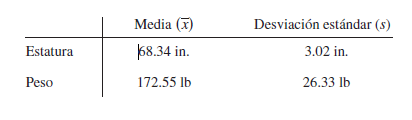 Media (x̅) Desviación estándar (s)
Estatura 68.34 in. 3.02 in.
Peso 172.55 lb 26.33 lb